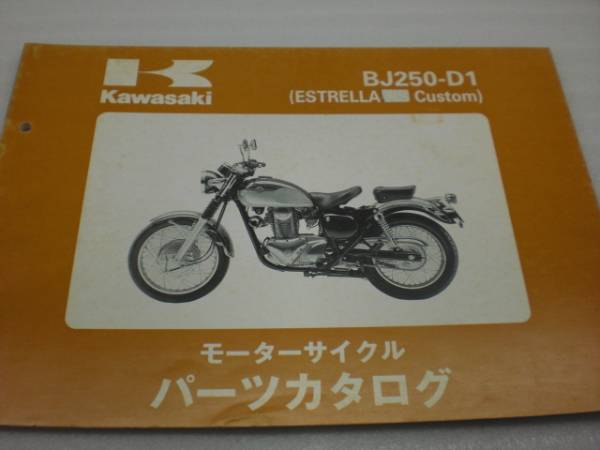 Kawasaki
BJ250-D1
(ESTRELLA Custom)
モーターサイクル
パーツカタログ